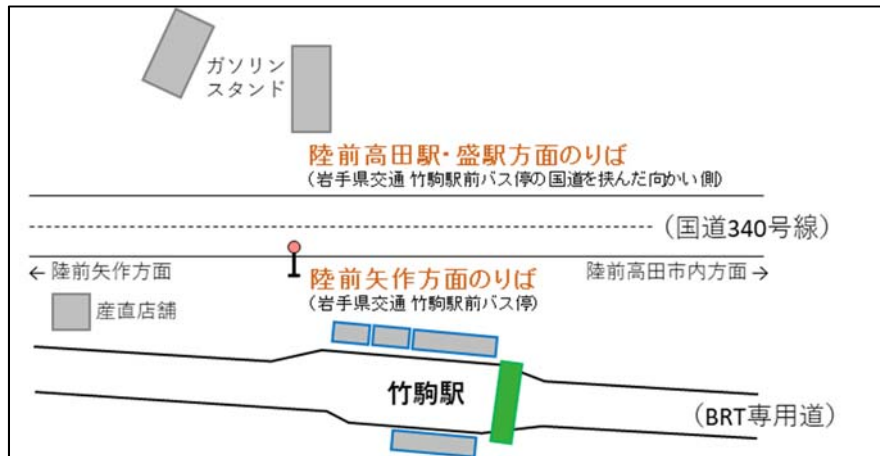 ガソリン
スタンド
陸前高田駅・盛駅方面のりば
（岩手県交通 竹駒駅前バス停の国道を挟んだ向かい側）
（国道340号線）
← 陸前矢作方面
陸前矢作方面のりば
陸前高田市内方面 →
（岩手県交通 竹駒駅前バス停）
産直店舗
竹駒駅
（BRT専用道）